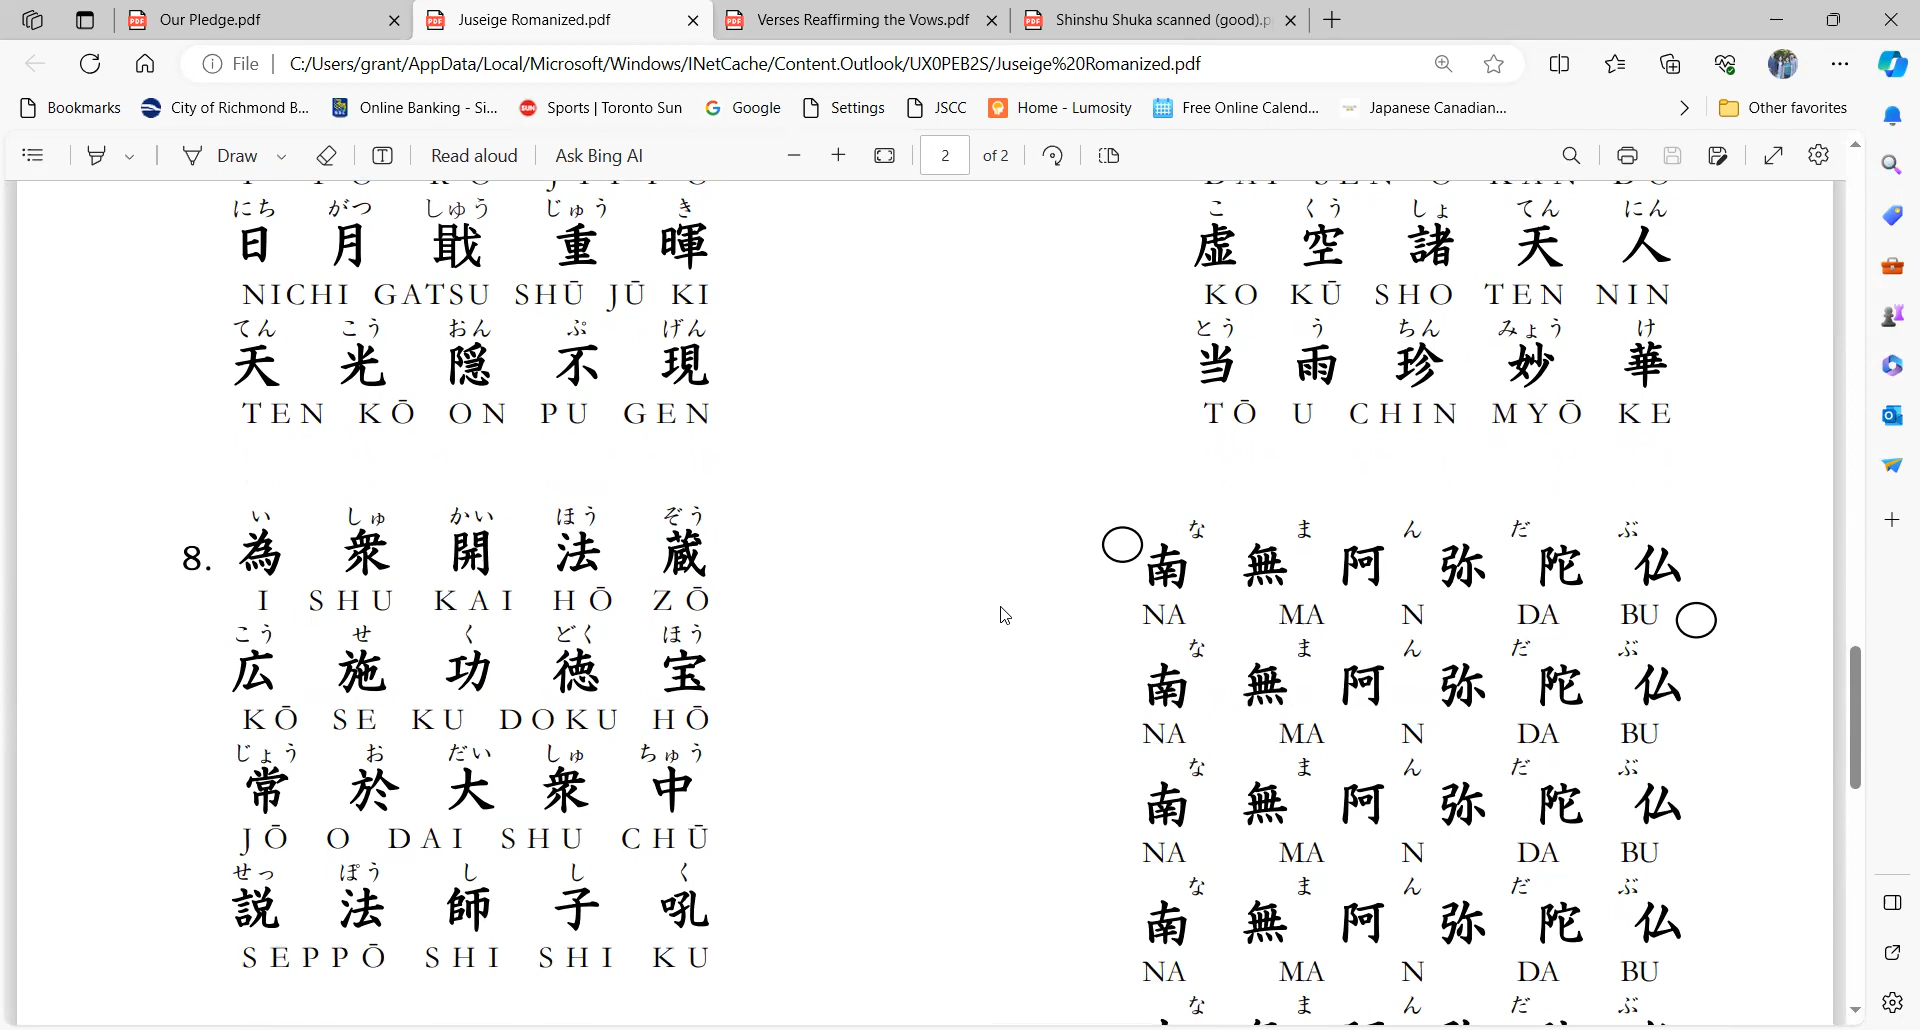 Our Pledge.pdf
Juseige Romanized.pdf
Verses Reaffirming the Vows.pdf
Shinshu Shuka scanned (good).p
File
C:/Users/grant/AppData/Local/Microsoft/Windows/INetCache/Content.Outlook/UX0PEB2S/Juseige%20Romanized.pdf
Bookmarks
City of Richmond B...
Online Banking - Si...
Sports | Toronto Sun
Google
Settings
JSCC
Home - Lumosity
Free Online Calend...
Japanese Canadian...
Other favorites
Draw
Read aloud
Ask Bing AI
2 of 2
にち がつ しゅう じゅう き
日 月 戢 重 暉
NICHI GATSU SHŪ JŪ KI
てん こう おん ぷ げん
天 光 隠 不 現
TEN KŌ ON PU GEN
い しゅ かい ほう ぞう
8. 為 衆 開 法 蔵
I SHU KAI HŌ ZŌ
こう せ く どく ほう
広 施 功 徳 宝
KŌ SE KU DOKU HŌ
じょう お だい しゅ ちゅう
常 於 大 衆 中
JŌ O DAI SHU CHŪ
せっ ぽう し し く
説 法 師 子 吼
SEPPŌ SHI SHI KU
こ くう しょ てん にん
虚 空 諸 天 人
KO KŪ SHO TEN NIN
とう う ちん みょう け
当 雨 珍 妙 華
TŌ U CHIN MYŌ KE
な ま ん だ ぶ
南 無 阿 弥 陀 仏
NA MA N DA BU
な ま ん だ ぶ
南 無 阿 弥 陀 仏
NA MA N DA BU
な ま ん だ ぶ
南 無 阿 弥 陀 仏
NA MA N DA BU
な ま ん だ ぶ
南 無 阿 弥 陀 仏
NA MA N DA BU
な ま ん だ ぶ